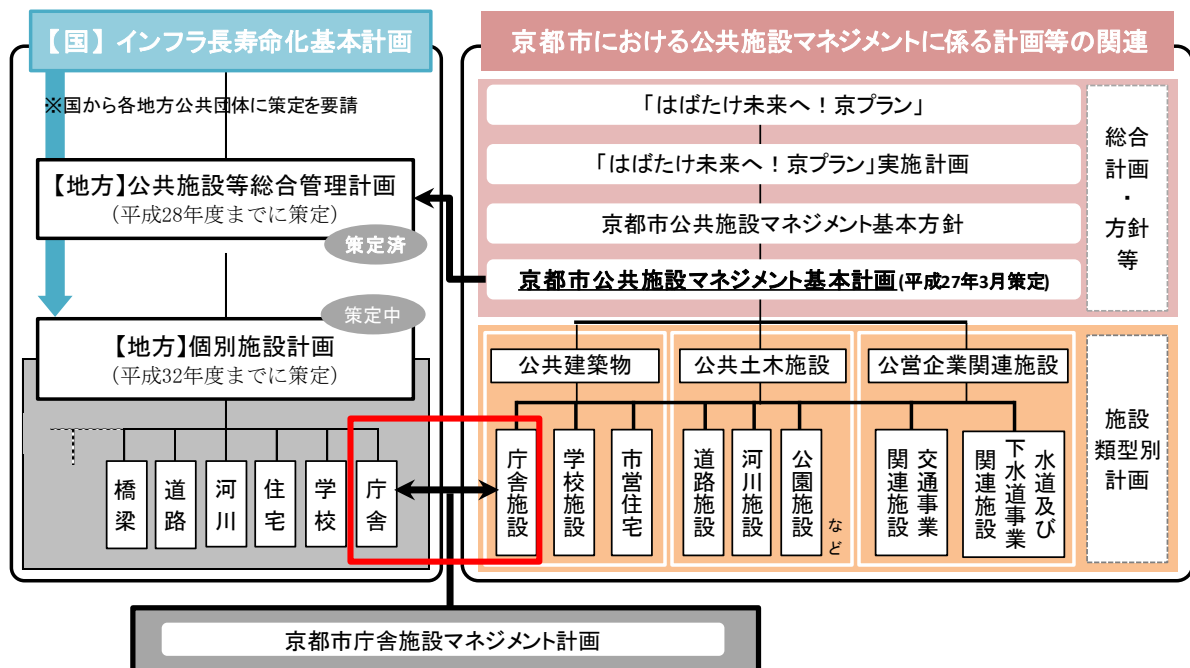 【国】インフラ長寿命化基本計画
※国から各地方公共団体に策定を要請
【地方】公共施設等総合管理計画
(平成28年度までに策定)
策定済
策定中
【地方】個別施設計画
(平成32年度までに策定)
橋梁
道路
河川
住宅
学校
庁舎
京都市における公共施設マネジメントに係る計画等の関連
「はばたけ未来へ！京プラン」
「はばたけ未来へ！京プラン」実施計画
京都市公共施設マネジメント基本方針
京都市公共施設マネジメント基本計画(平成27年3月策定)
総合
計画
・
方針
等
公共建築物
公共土木施設
公営企業関連施設
庁舎施設
学校施設
市営住宅
道路施設
河川施設
公園施設
など
交通事業
関連施設
水道及び
下水道事業
関連施設
施設
類型別
計画
京都市庁舎施設マネジメント計画